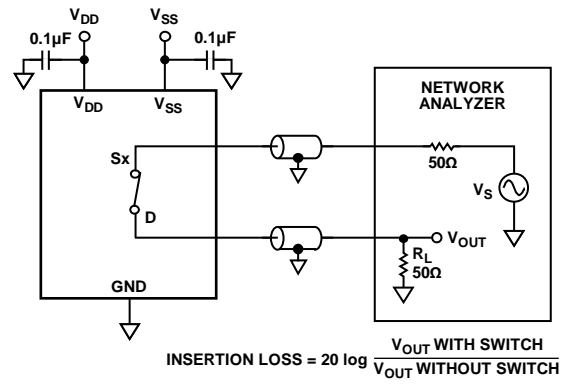 V_DD
V_SS
0.1µF
0.1µF
V_DD
V_SS
NETWORK
ANALYZER
Sx
50Ω
V_S
D
V_OUT
R_L
50Ω
GND
INSERTION LOSS = 20 log V_OUT WITH SWITCH
V_OUT WITHOUT SWITCH